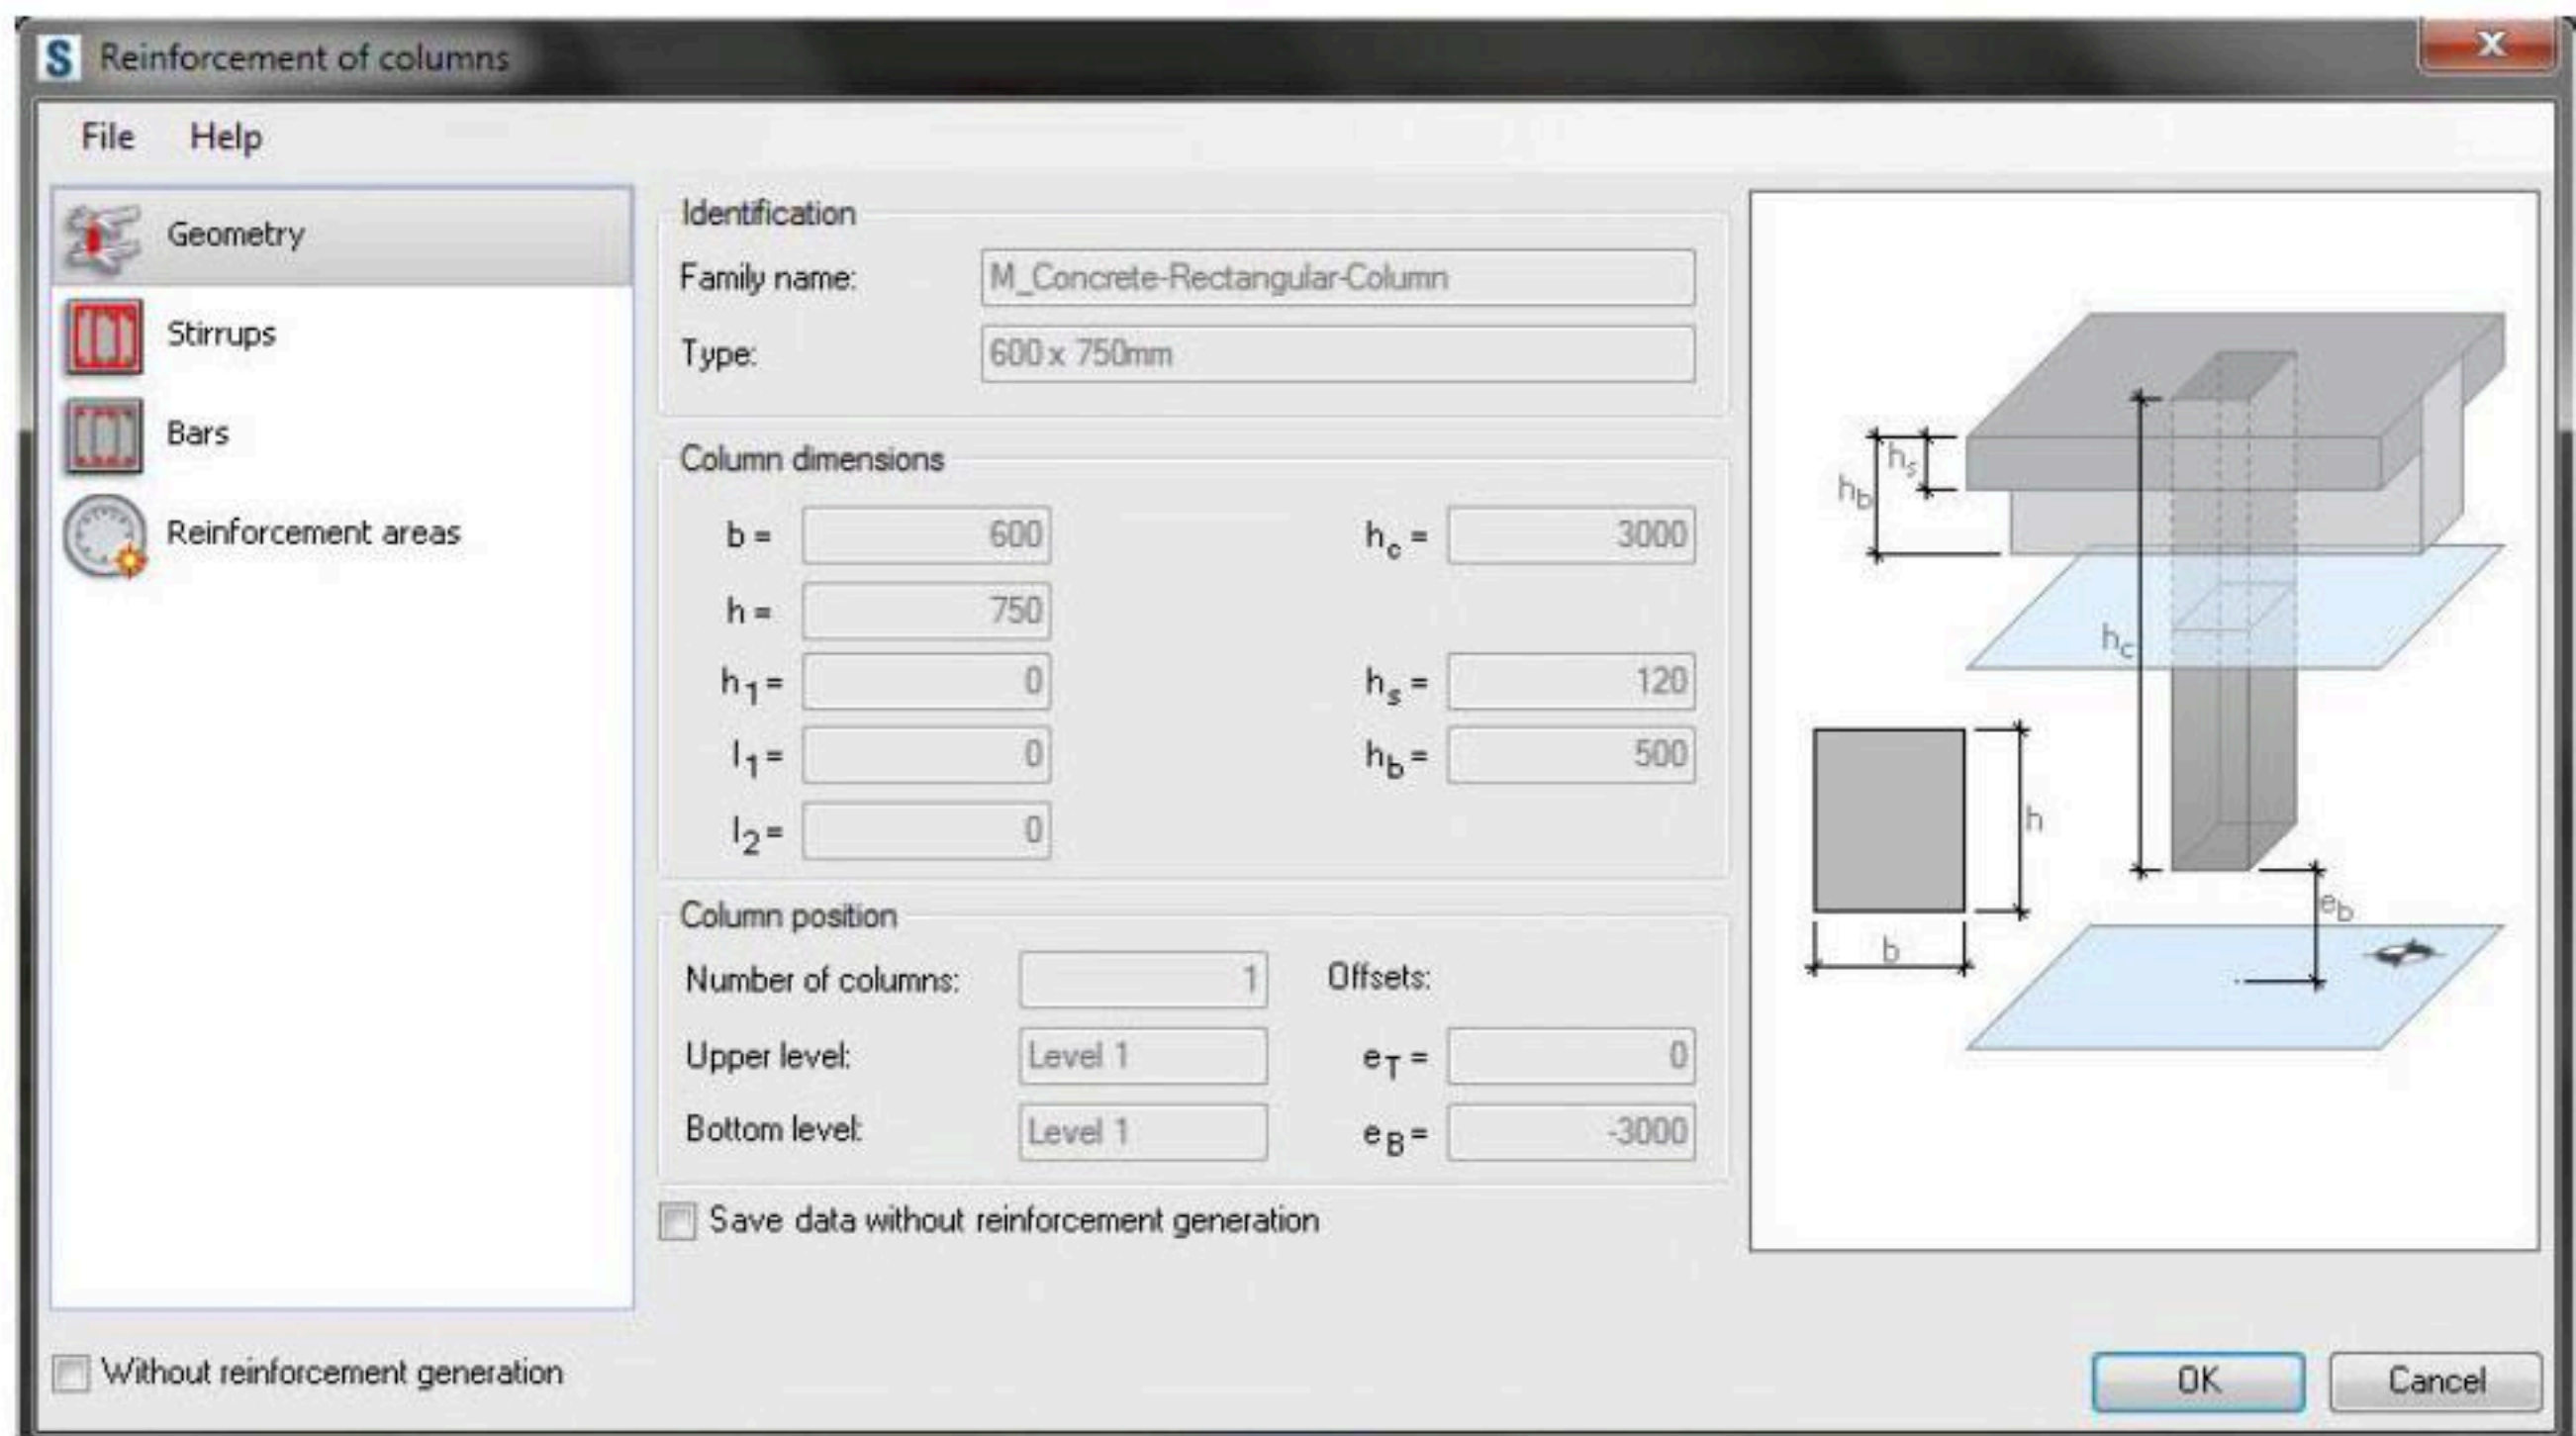 S Reinforcement of columns
X
File Help
Geometry
Stirrups
Bars
Reinforcement areas
Identification
Family name: M_Concrete-Rectangular-Column
Type: 600 x 750mm
Column dimensions
b = 600 hc = 3000
h = 750
h1 = 0 hs = 120
l1 = 0 hb = 500
l2 = 0
Column position
Number of columns: 1 Offsets:
Upper level: Level 1 eT = 0
Bottom level: Level 1 eB = -3000
Save data without reinforcement generation
hs
hb
hc
h
eb
b
Without reinforcement generation
OK Cancel